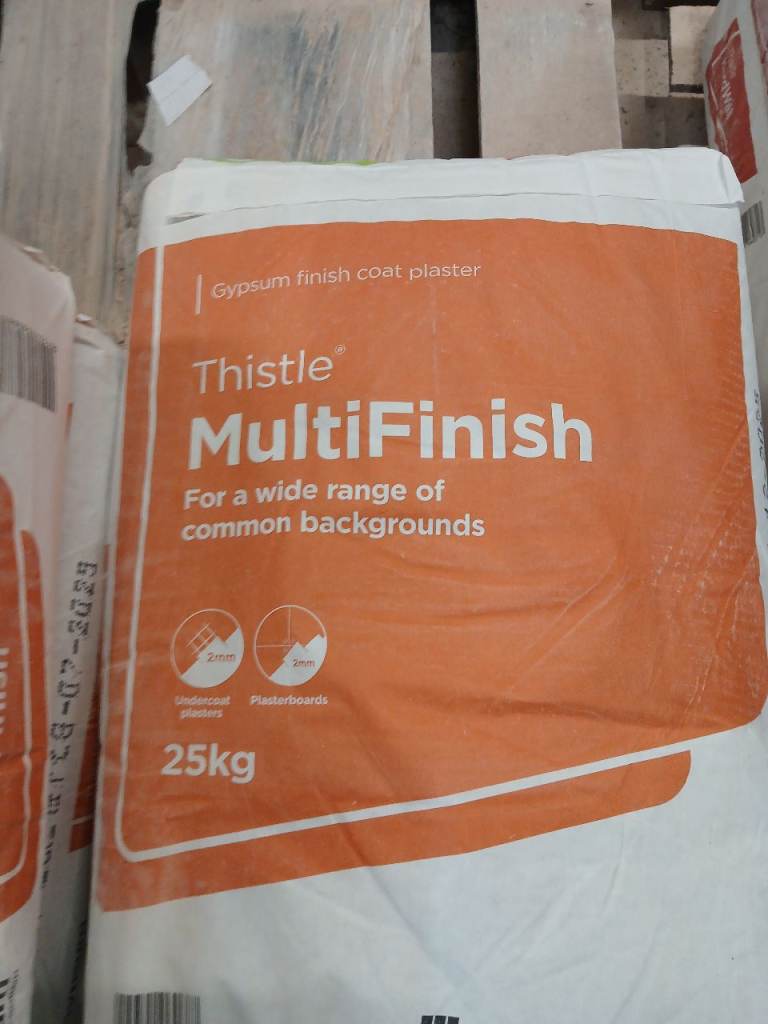 Gypsum finish coat plaster
Thistle®
MultiFinish
For a wide range of
common backgrounds
2mm
2mm
Undercoat
plasters
Plasterboards
25kg